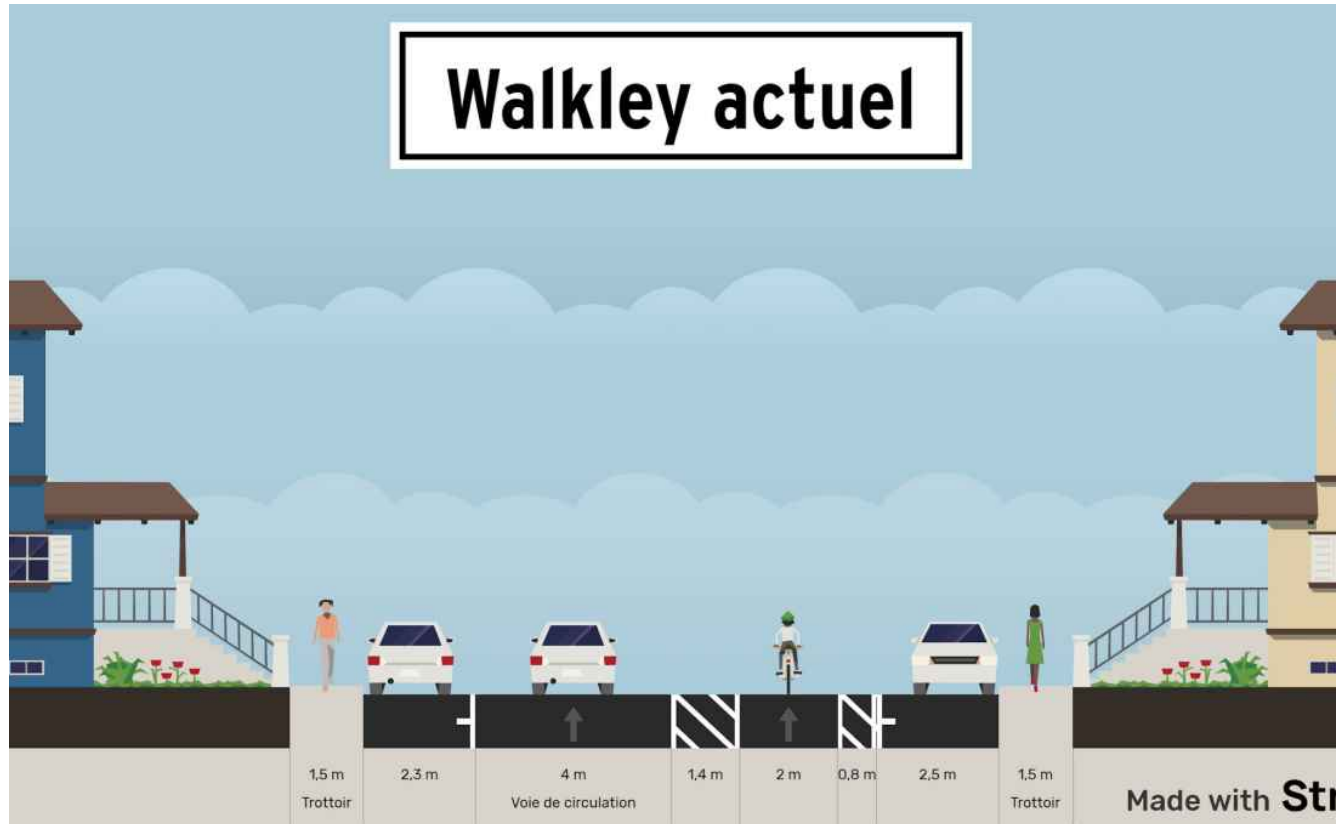 Walkley actuel
1,5 m
Trottoir
2,3 m
4 m
Voie de circulation
1,4 m
2 m
0,8 m
2,5 m
1,5 m
Trottoir
Made with Str